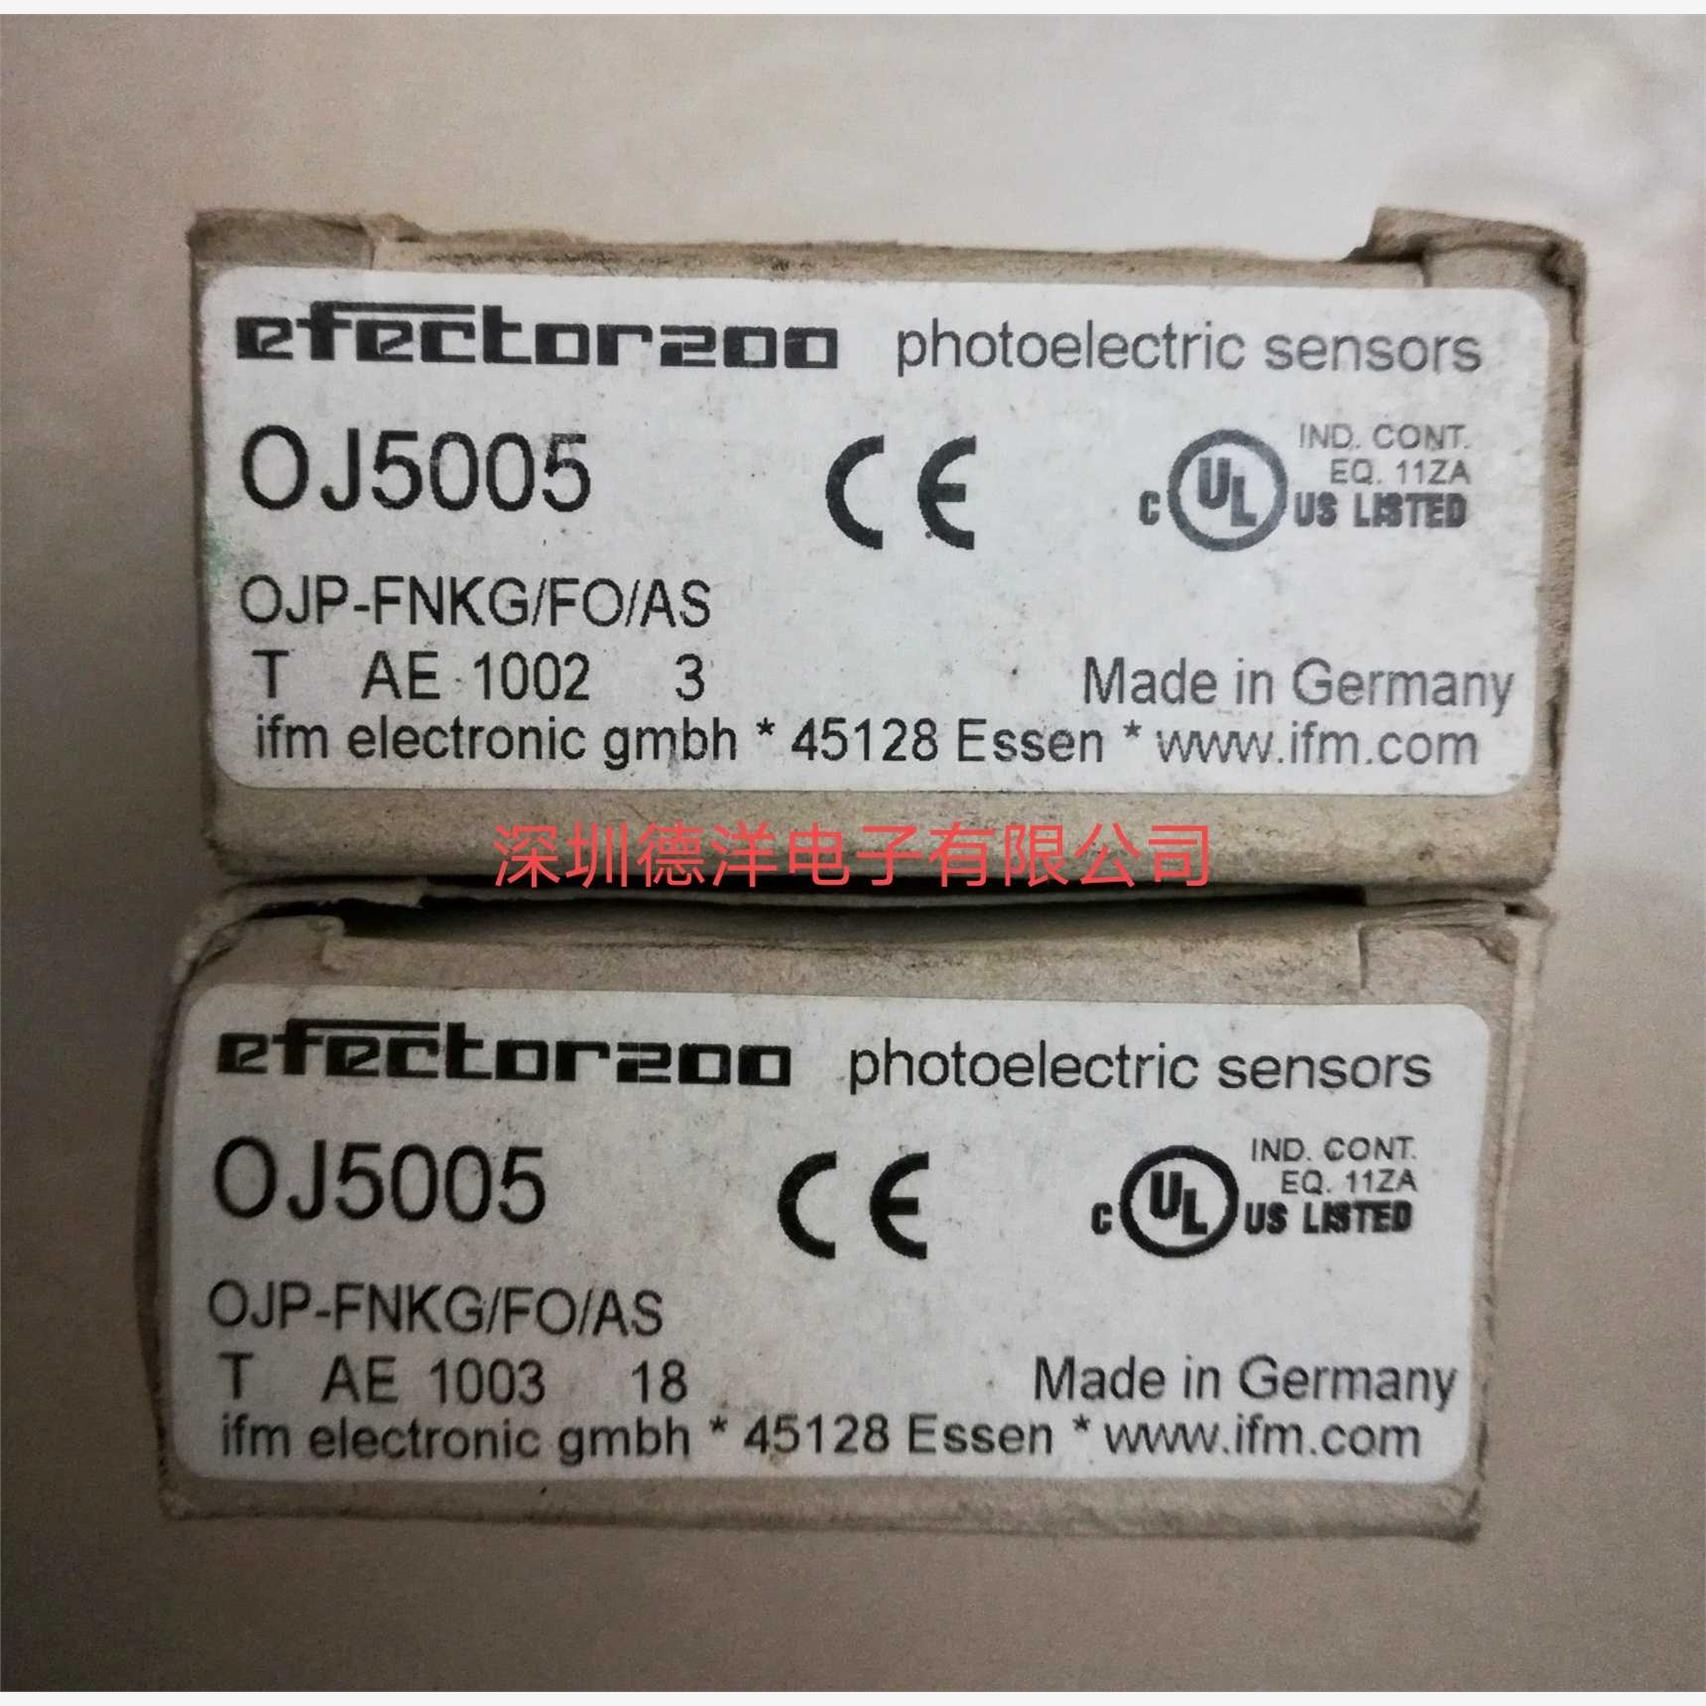 efector200 photoelectric sensors
OJ5005
CE
IND. CONT.
EQ. 11ZA
C UL US LISTED
OJP-FNKG/FO/AS
T AE 1002 3 Made in Germany
ifm electronic gmbh * 45128 Essen * www.ifm.com
深圳德洋电子有限公司
efector200 photoelectric sensors
OJ5005
CE
IND. CONT.
EQ. 11ZA
C UL US LISTED
OJP-FNKG/FO/AS
T AE 1003 18 Made in Germany
ifm electronic gmbh * 45128 Essen * www.ifm.com